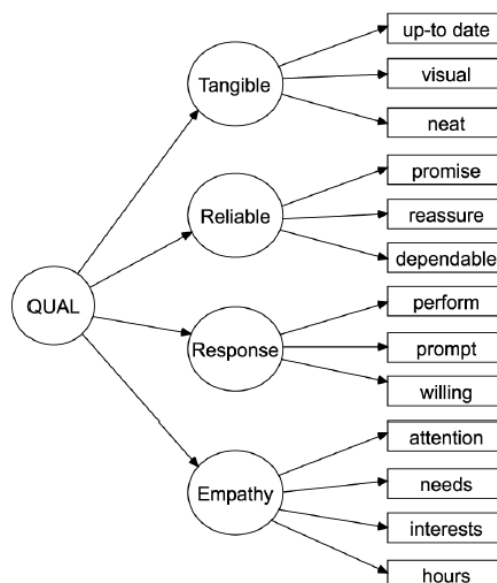 up-to date
visual
neat
Tangible
promise
reassure
dependable
Reliable
QUAL
perform
prompt
willing
Response
attention
needs
interests
hours
Empathy